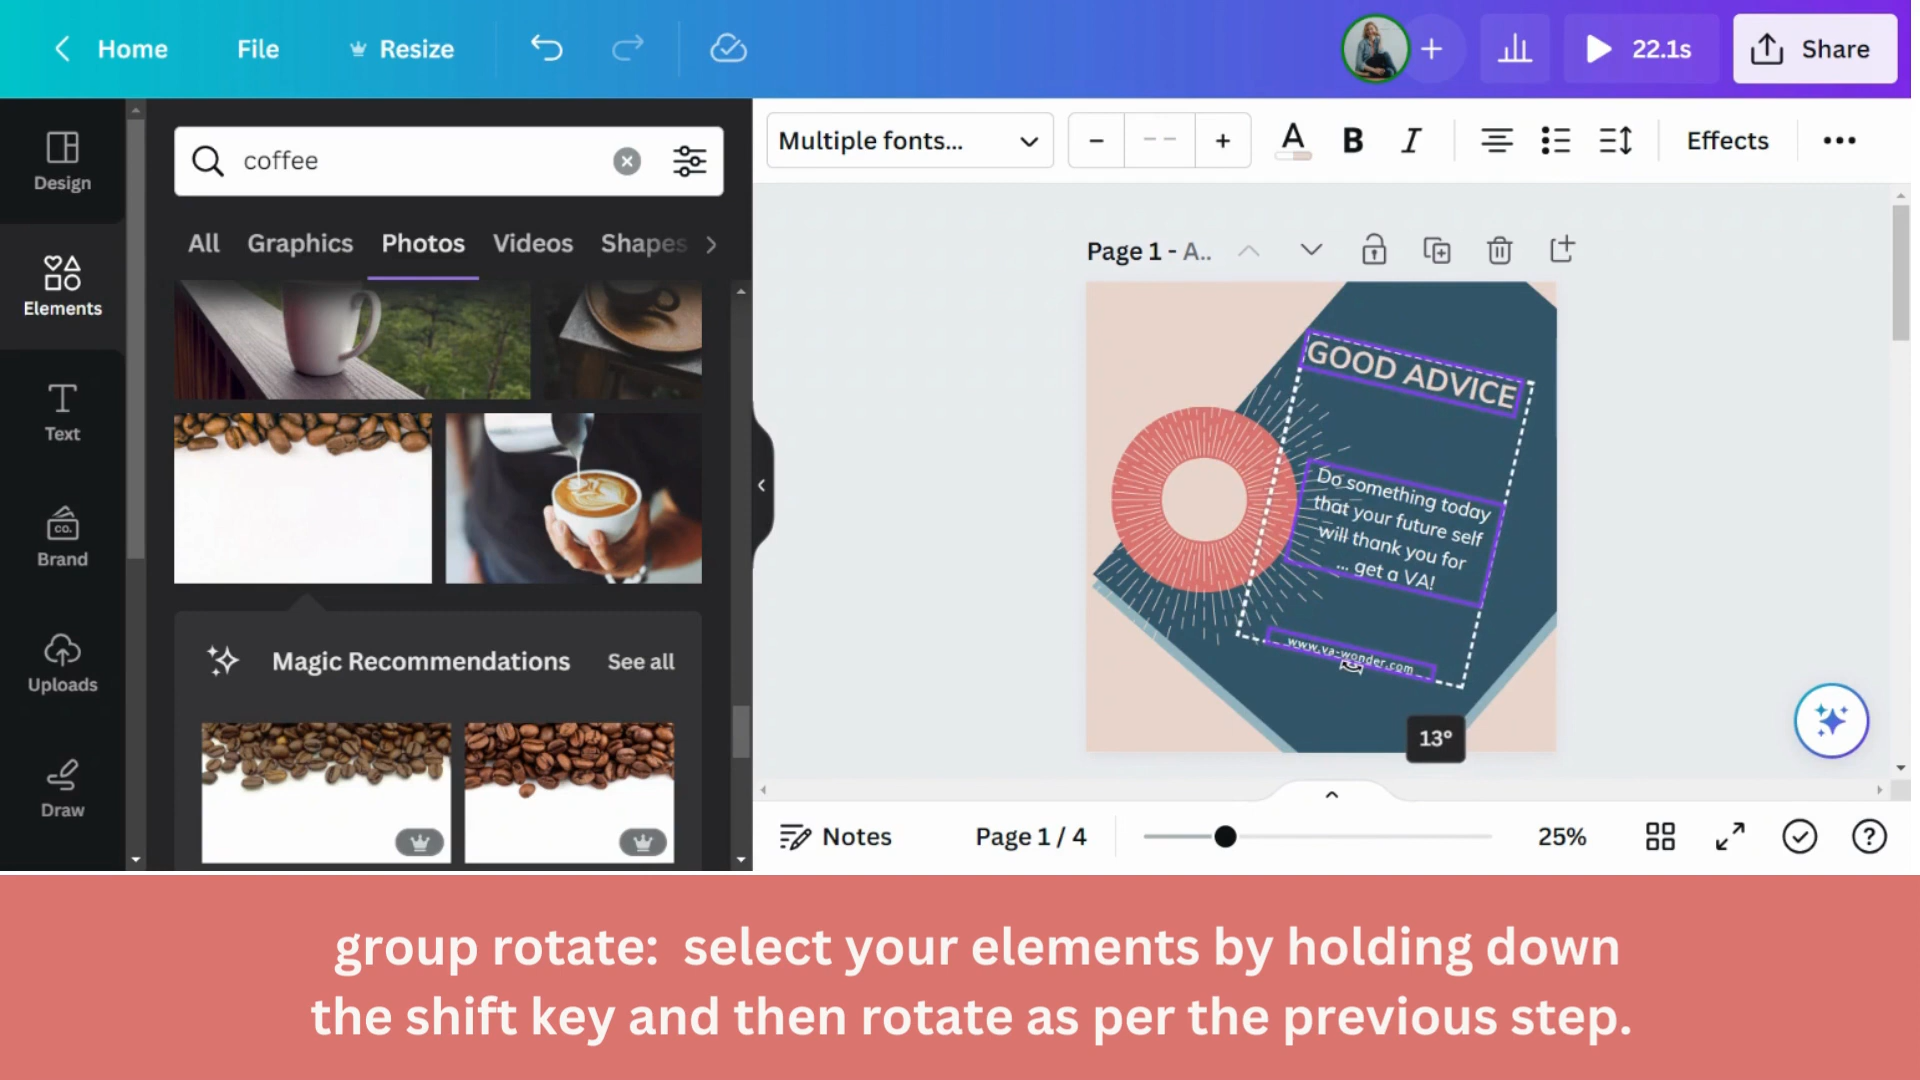 Home File Resize 22.1s Share
Design
Elements
Text
CO.
Brand
Uploads
Draw
coffee
All Graphics Photos Videos Shapes
Magic Recommendations See all
Multiple fonts... – -- + A B I Effects ...
Page 1 - A..
GOOD ADVICE
Do something today
that your future self
will thank you for
... get a VA!
www.va-wonder.com
13°
Notes Page 1 / 4 25%
group rotate: select your elements by holding down
the shift key and then rotate as per the previous step.